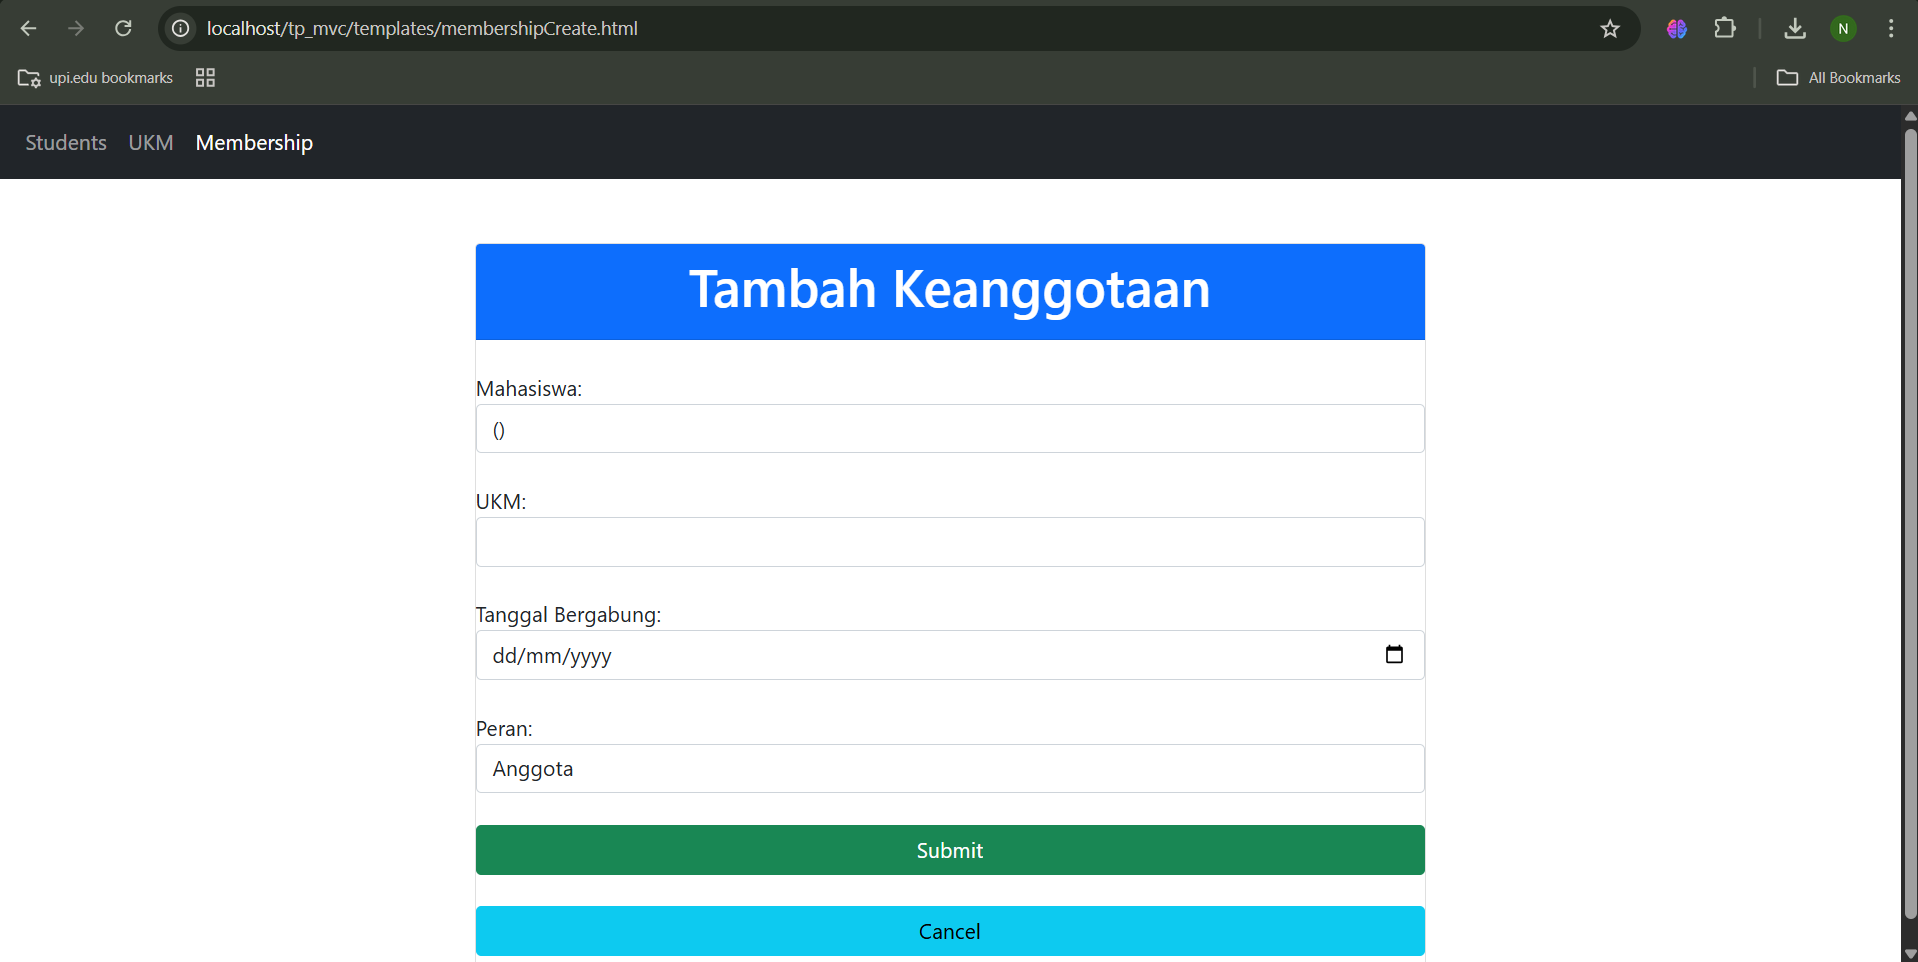 localhost/tp_mvc/templates/membershipCreate.html
N
upi.edu bookmarks
All Bookmarks
Students UKM Membership
Tambah Keanggotaan
Mahasiswa:
()
UKM:
Tanggal Bergabung:
dd/mm/yyyy
Peran:
Anggota
Submit
Cancel